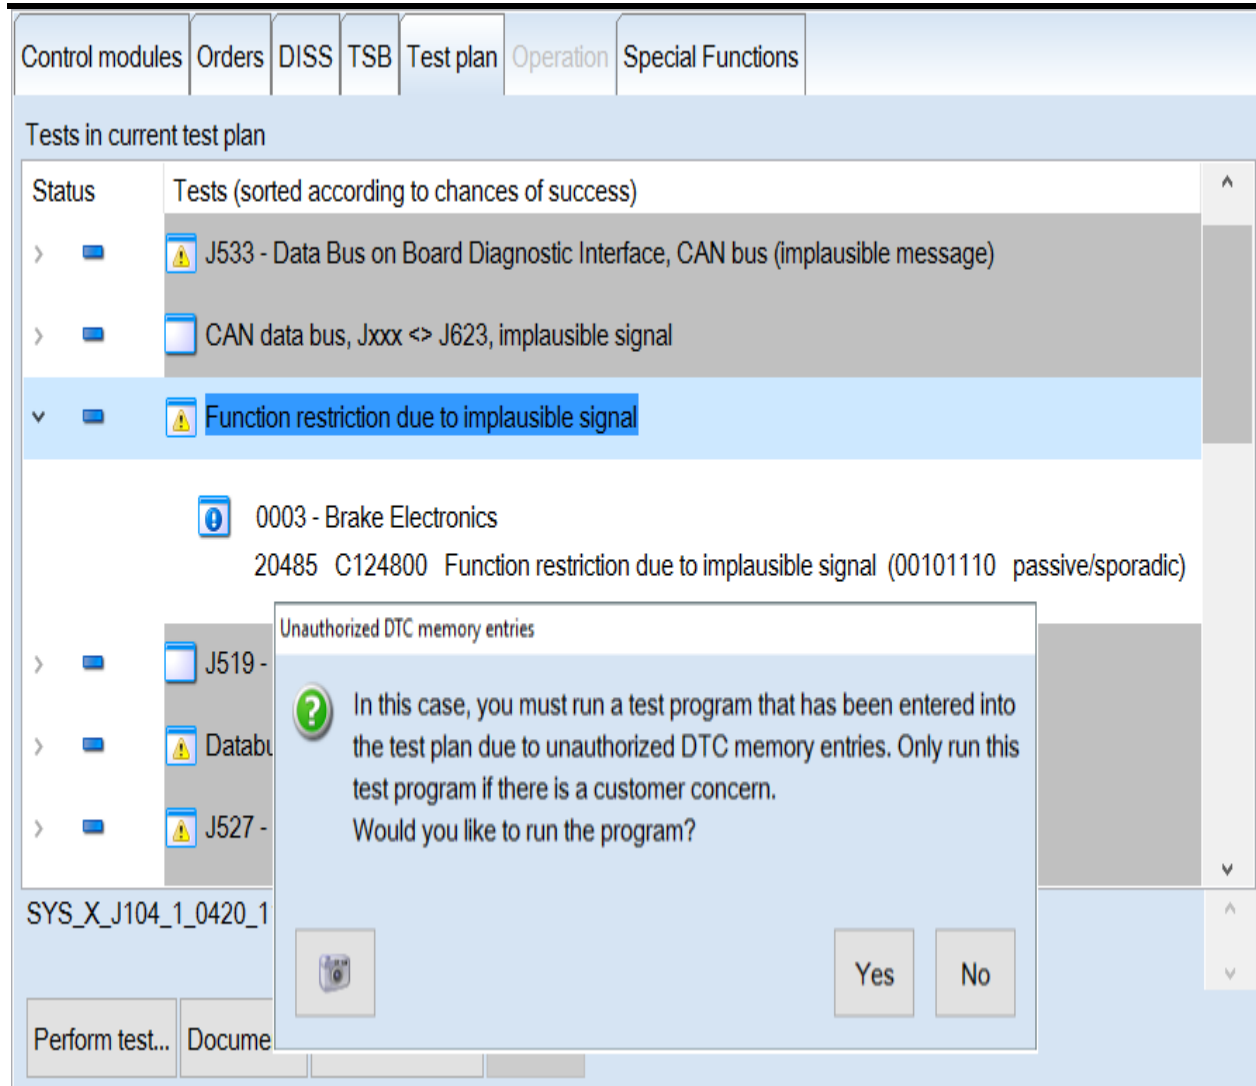 Control modules Orders DISS TSB Test plan Operation Special Functions
Tests in current test plan
Status Tests (sorted according to chances of success)
J533 - Data Bus on Board Diagnostic Interface, CAN bus (implausible message)
CAN data bus, Jxxx <> J623, implausible signal
Function restriction due to implausible signal
0003 - Brake Electronics
20485 C124800 Function restriction due to implausible signal (00101110 passive/sporadic)
Unauthorized DTC memory entries
J519 -
In this case, you must run a test program that has been entered into
Databu
the test plan due to unauthorized DTC memory entries. Only run this
test program if there is a customer concern.
J527 -
Would you like to run the program?
SYS_X_J104_1_0420_1
Yes No
Perform test... Docume